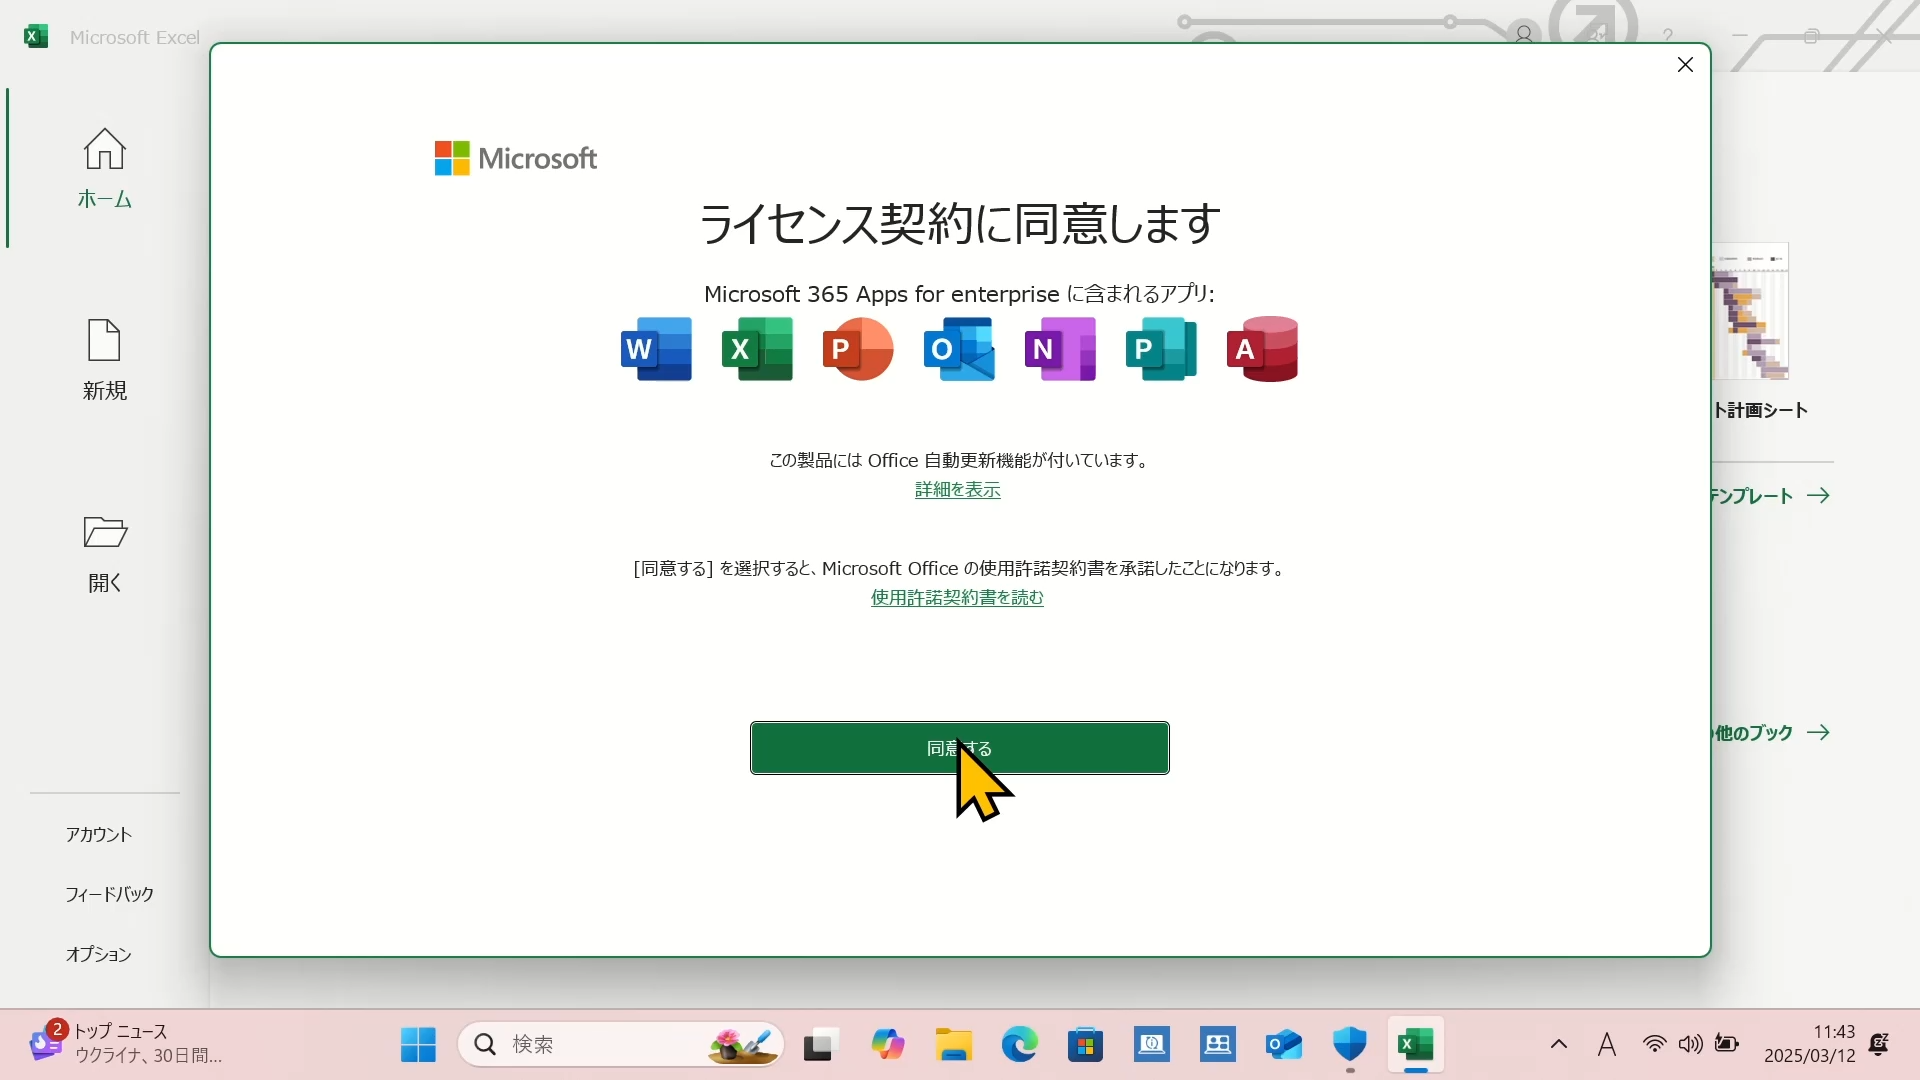 Microsoft Excel
ホーム
新規
開く
アカウント
フィードバック
オプション
Microsoft
ライセンス契約に同意します
Microsoft 365 Apps for enterprise に含まれるアプリ:
W X P O N P A
この製品には Office 自動更新機能が付いています。
詳細を表示
[同意する] を選択すると、Microsoft Office の使用許諾契約書を承諾したことになります。
使用許諾契約書を読む
同意する
ト計画シート
テンプレート
他のブック
2
トップ ニュース
ウクライナ、30日間...
検索
A
11:43
2025/03/12